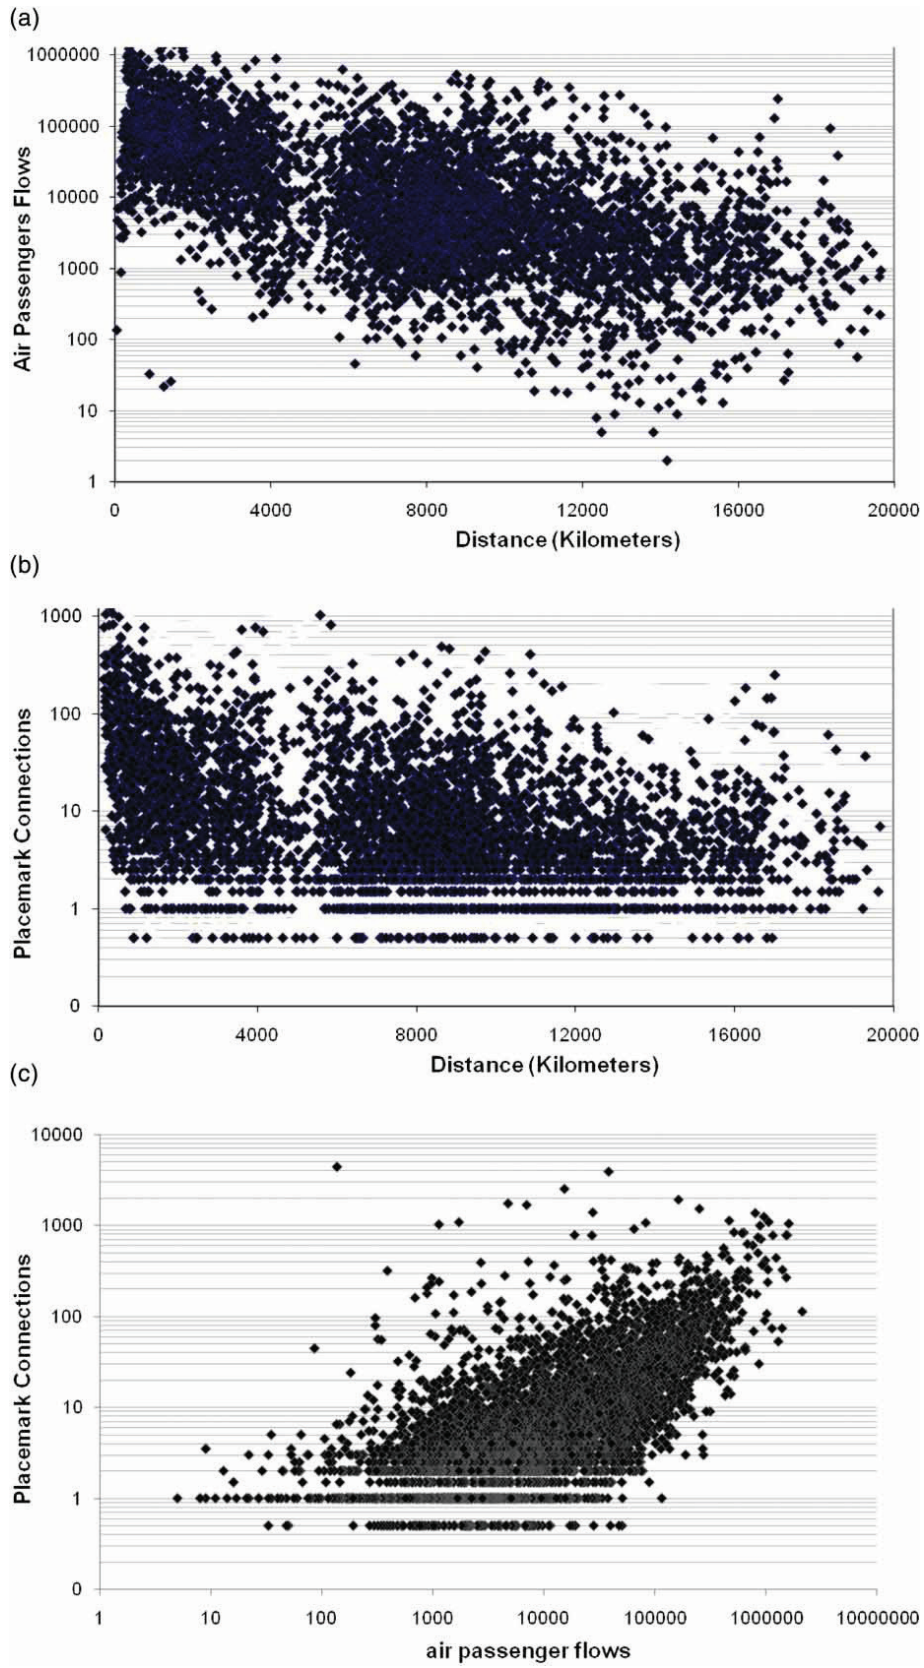 (a)
1000000
100000
10000
1000
100
10
1
Air Passengers Flows
0 4000 8000 12000 16000 20000
Distance (Kilometers)
(b)
1000
100
10
1
0
Placemark Connections
0 4000 8000 12000 16000 20000
Distance (Kilometers)
(c)
10000
1000
100
10
1
0
Placemark Connections
1 10 100 1000 10000 100000 1000000 10000000
air passenger flows